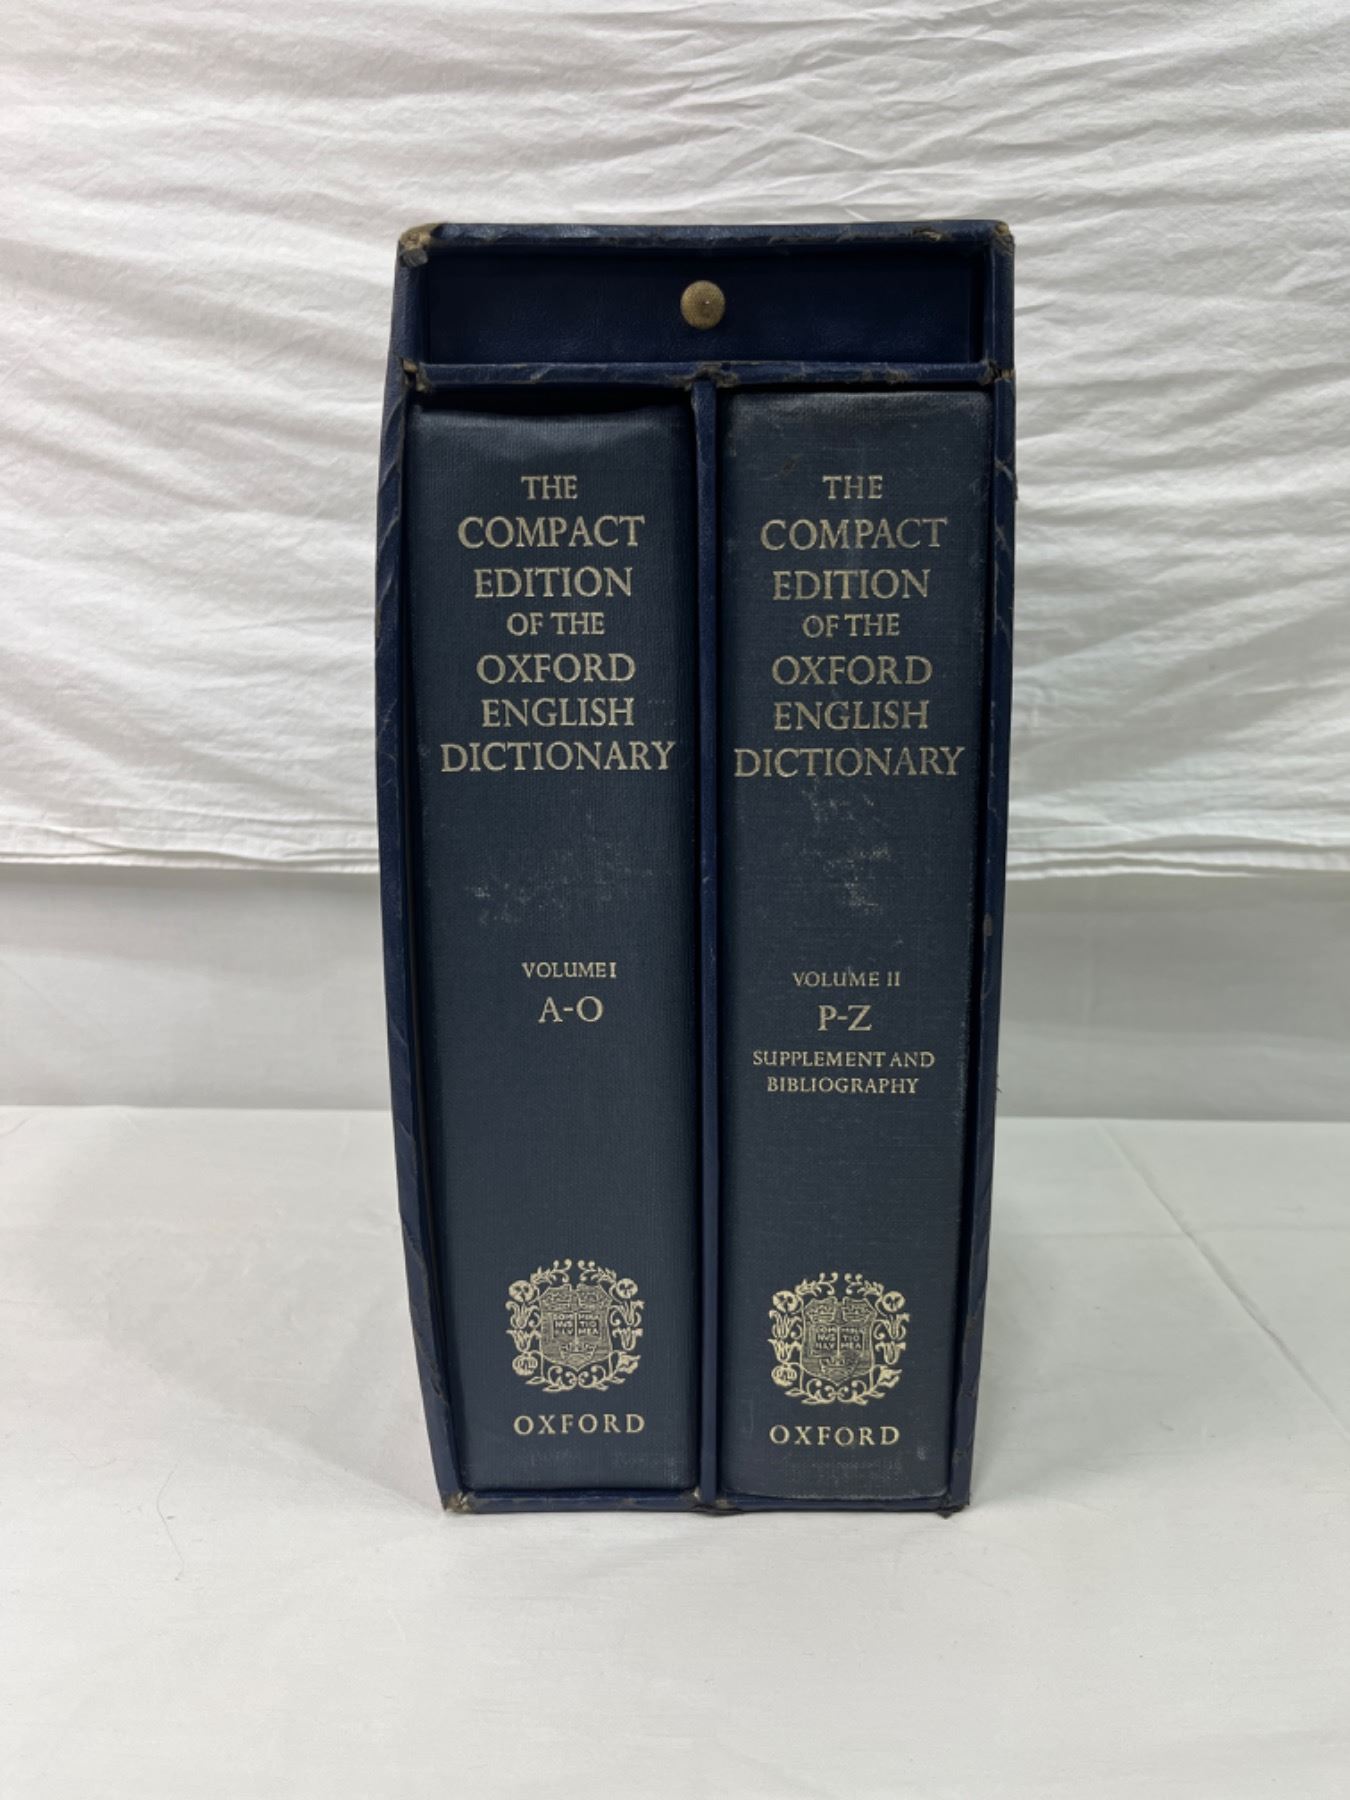 THE
COMPACT
EDITION
OF THE
OXFORD
ENGLISH
DICTIONARY
VOLUME I
A-O
OXFORD
THE
COMPACT
EDITION
OF THE
OXFORD
ENGLISH
DICTIONARY
VOLUME II
P-Z
SUPPLEMENT AND
BIBLIOGRAPHY
OXFORD